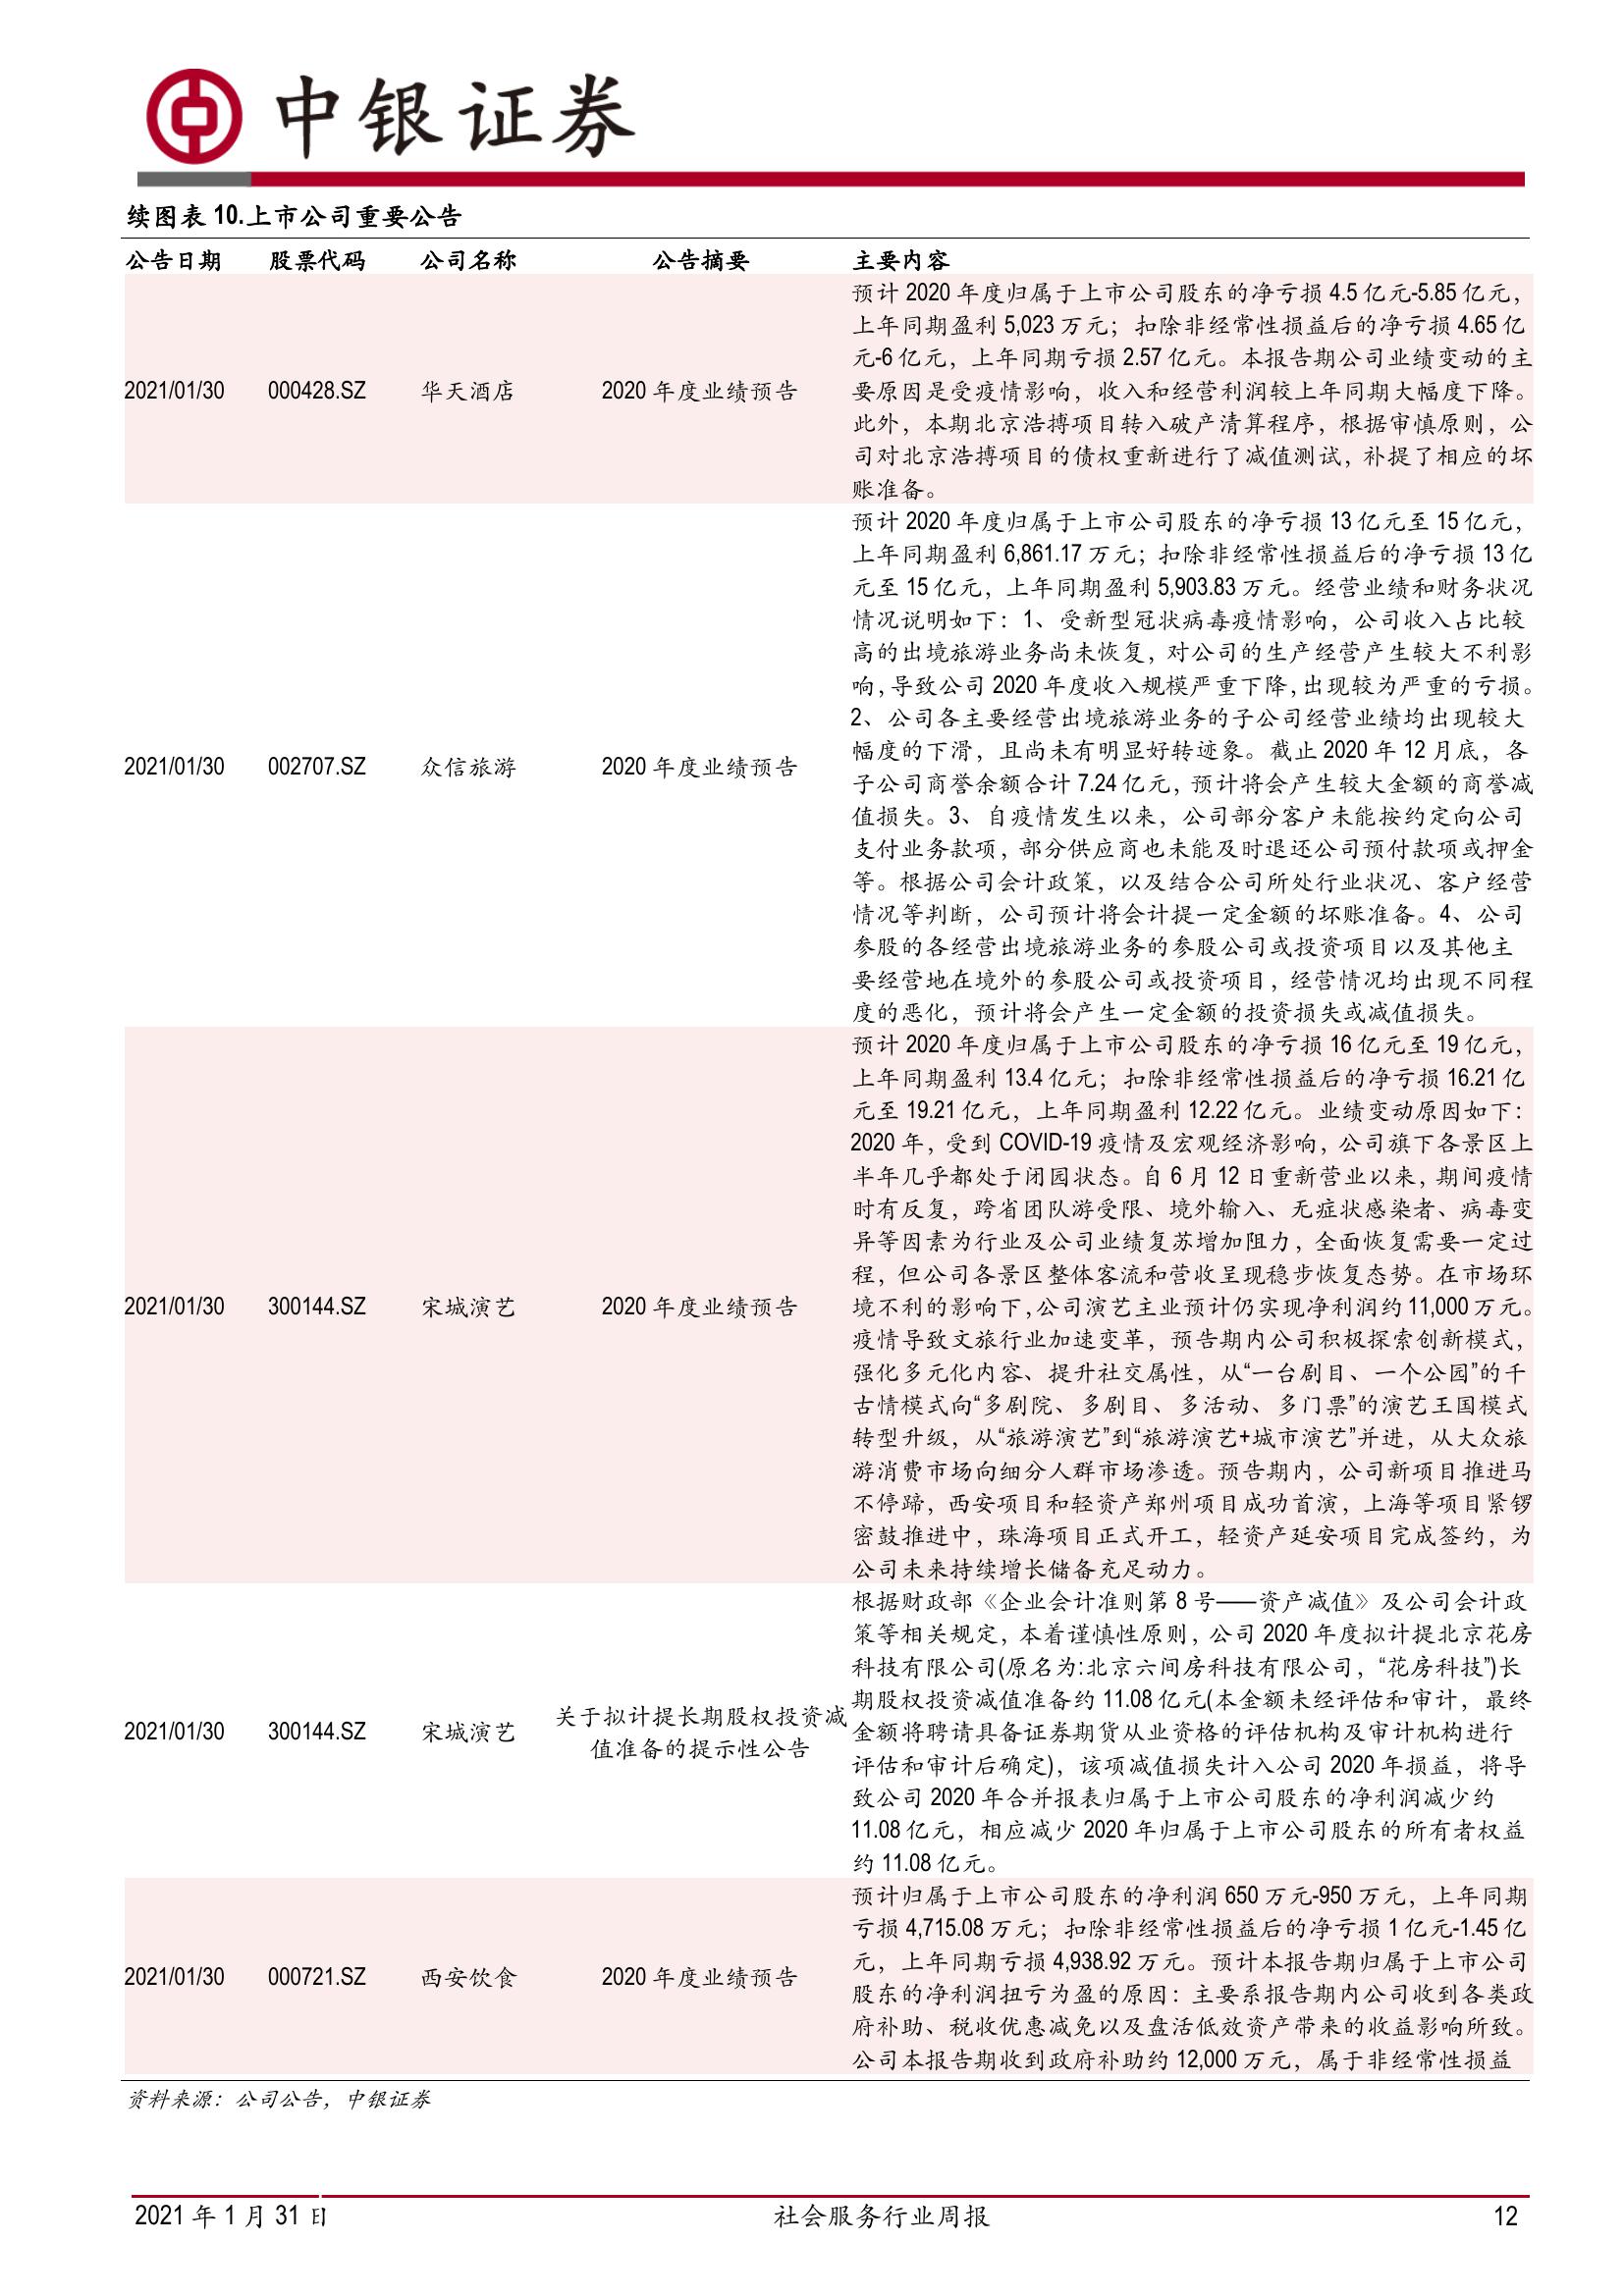 中银证券
续图表 10.上市公司重要公告
公告日期 股票代码 公司名称 公告摘要 主要内容
预计 2020 年度归属于上市公司股东的净亏损 4.5 亿元-5.85 亿元，
上年同期盈利 5,023 万元；扣除非经常性损益后的净亏损 4.65 亿
元-6 亿元，上年同期亏损 2.57 亿元。本报告期公司业绩变动的主
2021/01/30 000428.SZ 华天酒店 2020 年度业绩预告 要原因是受疫情影响，收入和经营利润较上年同期大幅度下降。
此外，本期北京浩搏项目转入破产清算程序，根据审慎原则，公
司对北京浩搏项目的债权重新进行了减值测试，补提了相应的坏
账准备。
预计 2020 年度归属于上市公司股东的净亏损 13 亿元至 15 亿元，
上年同期盈利 6,861.17 万元；扣除非经常性损益后的净亏损 13 亿
元至 15 亿元，上年同期盈利 5,903.83 万元。经营业绩和财务状况
情况说明如下：1、受新型冠状病毒疫情影响，公司收入占比较
高的出境旅游业务尚未恢复，对公司的生产经营产生较大不利影
响，导致公司 2020 年度收入规模严重下降，出现较为严重的亏损。
2、公司各主要经营出境旅游业务的子公司经营业绩均出现较大
幅度的下滑，且尚未有明显好转迹象。截止 2020 年 12 月底，各
2021/01/30 002707.SZ 众信旅游 2020 年度业绩预告
子公司商誉余额合计 7.24 亿元，预计将会产生较大金额的商誉减
值损失。3、自疫情发生以来，公司部分客户未能按约定向公司
支付业务款项，部分供应商也未能及时退还公司预付款项或押金
等。根据公司会计政策，以及结合公司所处行业状况、客户经营
情况等判断，公司预计将会计提一定金额的坏账准备。4、公司
参股的各经营出境旅游业务的参股公司或投资项目以及其他主
要经营地在境外的参股公司或投资项目，经营情况均出现不同程
度的恶化，预计将会产生一定金额的投资损失或减值损失。
预计 2020 年度归属于上市公司股东的净亏损 16 亿元至 19 亿元，
上年同期盈利 13.4 亿元；扣除非经常性损益后的净亏损 16.21 亿
元至 19.21 亿元，上年同期盈利 12.22 亿元。业绩变动原因如下：
2020 年，受到 COVID-19 疫情及宏观经济影响，公司旗下各景区上
半年几乎都处于闭园状态。自 6 月 12 日重新营业以来，期间疫情
时有反复，跨省团队游受限、境外输入、无症状感染者、病毒变
异等因素为行业及公司业绩复苏增加阻力，全面恢复需要一定过
程，但公司各景区整体客流和营收呈现稳步恢复态势。在市场环
2021/01/30 300144.SZ 宋城演艺 2020 年度业绩预告 境不利的影响下，公司演艺主业预计仍实现净利润约 11,000 万元。
疫情导致文旅行业加速变革，预告期内公司积极探索创新模式，
强化多元化内容、提升社交属性，从“一台剧目、一个公园”的千
古情模式向“多剧院、多剧目、多活动、多门票”的演艺王国模式
转型升级，从“旅游演艺”到“旅游演艺+城市演艺”并进，从大众旅
游消费市场向细分人群市场渗透。预告期内，公司新项目推进马
不停蹄，西安项目和轻资产郑州项目成功首演，上海等项目紧锣
密鼓推进中，珠海项目正式开工，轻资产延安项目完成签约，为
公司未来持续增长储备充足动力。
根据财政部《企业会计准则第 8 号——资产减值》及公司会计政
策等相关规定，本着谨慎性原则，公司 2020 年度拟计提北京花房
科技有限公司(原名为:北京六间房科技有限公司，“花房科技”)长
期股权投资减值准备约 11.08 亿元(本金额未经评估和审计，最终
2021/01/30 300144.SZ 宋城演艺 关于拟计提长期股权投资减
值准备的提示性公告
金额将聘请具备证券期货从业资格的评估机构及审计机构进行
评估和审计后确定)，该项减值损失计入公司 2020 年损益，将导
致公司 2020 年合并报表归属于上市公司股东的净利润减少约
11.08 亿元，相应减少 2020 年归属于上市公司股东的所有者权益
约 11.08 亿元。
预计归属于上市公司股东的净利润 650 万元-950 万元，上年同期
亏损 4,715.08 万元；扣除非经常性损益后的净亏损 1 亿元-1.45 亿
元，上年同期亏损 4,938.92 万元。预计本报告期归属于上市公司
2021/01/30 000721.SZ 西安饮食 2020 年度业绩预告
股东的净利润扭亏为盈的原因：主要系报告期内公司收到各类政
府补助、税收优惠减免以及盘活低效资产带来的收益影响所致。
公司本报告期收到政府补助约 12,000 万元，属于非经常性损益
资料来源：公司公告，中银证券
2021 年 1 月 31 日 社会服务行业周报 12